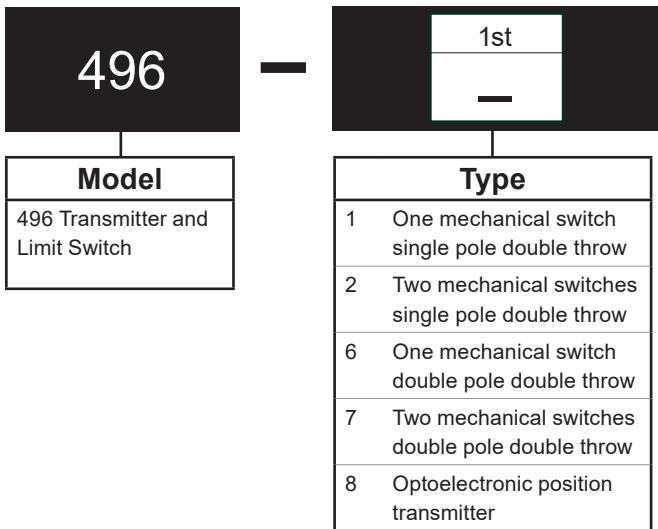 496
1st
Model
496 Transmitter and
Limit Switch
Type
1 One mechanical switch
single pole double throw
2 Two mechanical switches
single pole double throw
6 One mechanical switch
double pole double throw
7 Two mechanical switches
double pole double throw
8 Optoelectronic position
transmitter